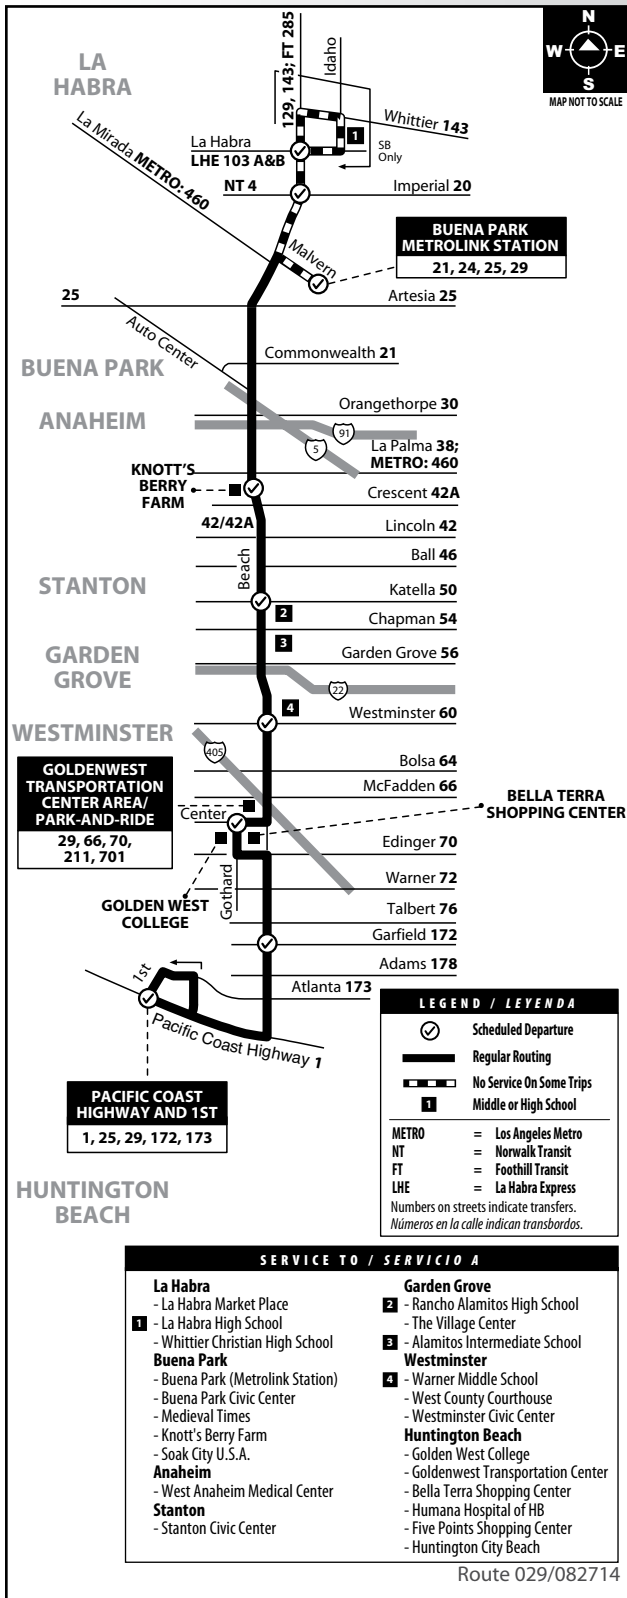 N
W E
S
MAP NOT TO SCALE
LA
HABRA
129, 143; FT 285
Idaho
Whittier 143
1
SB
Only
La Habra
LHE 103 A&B
La Mirada METRO: 460
NT 4
Imperial 20
Malvern
BUENA PARK
METROLINK STATION
21, 24, 25, 29
25
Artesia 25
Auto Center
Commonwealth 21
BUENA PARK
ANAHEIM
Orangethorpe 30
91
5
La Palma 38;
METRO: 460
KNOTT'S
BERRY
FARM
Crescent 42A
42/42A
Lincoln 42
Beach
Ball 46
STANTON
Katella 50
2
Chapman 54
3
GARDEN
GROVE
Garden Grove 56
22
4
Westminster 60
WESTMINSTER
405
Bolsa 64
McFadden 66
GOLDENWEST
TRANSPORTATION
CENTER AREA/
PARK-AND-RIDE
29, 66, 70,
211, 701
Center
BELLA TERRA
SHOPPING CENTER
Edinger 70
Warner 72
GOLDEN WEST
COLLEGE
Gothard
Talbert 76
Garfield 172
Adams 178
1st
Atlanta 173
Pacific Coast Highway 1
PACIFIC COAST
HIGHWAY AND 1ST
1, 25, 29, 172, 173
HUNTINGTON
BEACH
LEGEND / LEYENDA
Scheduled Departure
Regular Routing
No Service On Some Trips
1 Middle or High School
METRO = Los Angeles Metro
NT = Norwalk Transit
FT = Foothill Transit
LHE = La Habra Express
Numbers on streets indicate transfers.
Números en la calle indican transbordos.
SERVICE TO / SERVICIO A
La Habra
- La Habra Market Place
1 - La Habra High School
- Whittier Christian High School
Buena Park
- Buena Park (Metrolink Station)
- Buena Park Civic Center
- Medieval Times
- Knott's Berry Farm
- Soak City U.S.A.
Anaheim
- West Anaheim Medical Center
Stanton
- Stanton Civic Center
Garden Grove
2 - Rancho Alamitos High School
- The Village Center
3 - Alamitos Intermediate School
Westminster
4 - Warner Middle School
- West County Courthouse
- Westminster Civic Center
Huntington Beach
- Golden West College
- Goldenwest Transportation Center
- Bella Terra Shopping Center
- Humana Hospital of HB
- Five Points Shopping Center
- Huntington City Beach
Route 029/082714